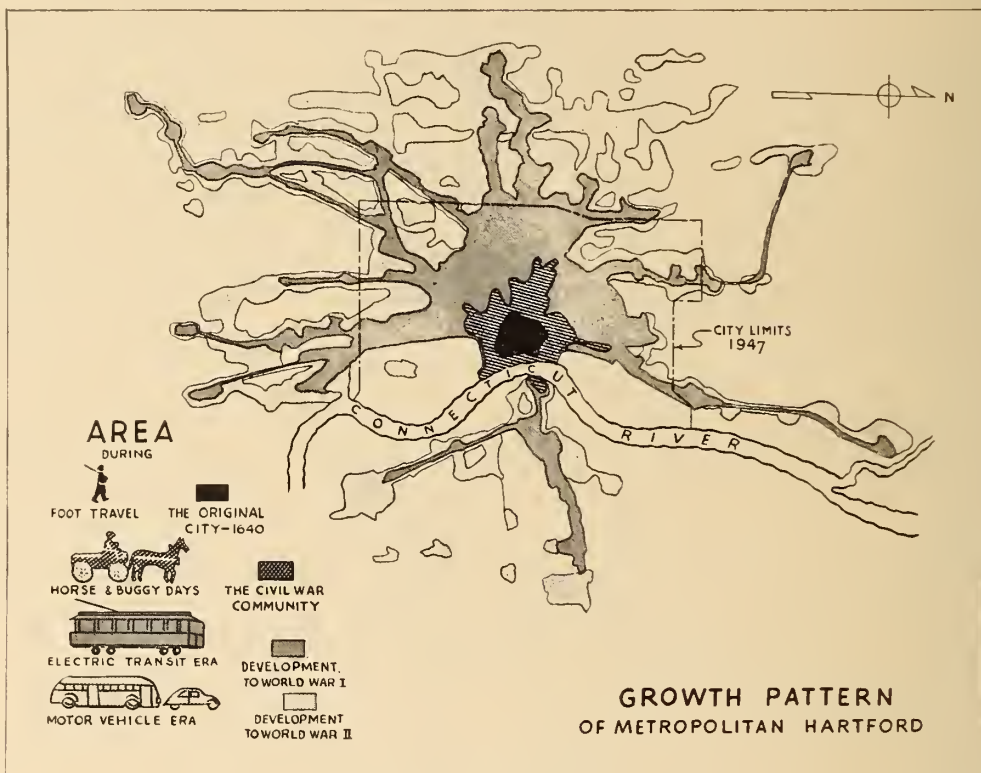 N
CITY LIMITS
1947
CONNECTICUT RIVER
AREA
DURING
FOOT TRAVEL
THE ORIGINAL
CITY-1640
HORSE & BUGGY DAYS
THE CIVIL WAR
COMMUNITY
ELECTRIC TRANSIT ERA
DEVELOPMENT.
TO WORLD WAR I
MOTOR VEHICLE ERA
DEVELOPMENT
TO WORLD WAR II
GROWTH PATTERN
OF METROPOLITAN HARTFORD